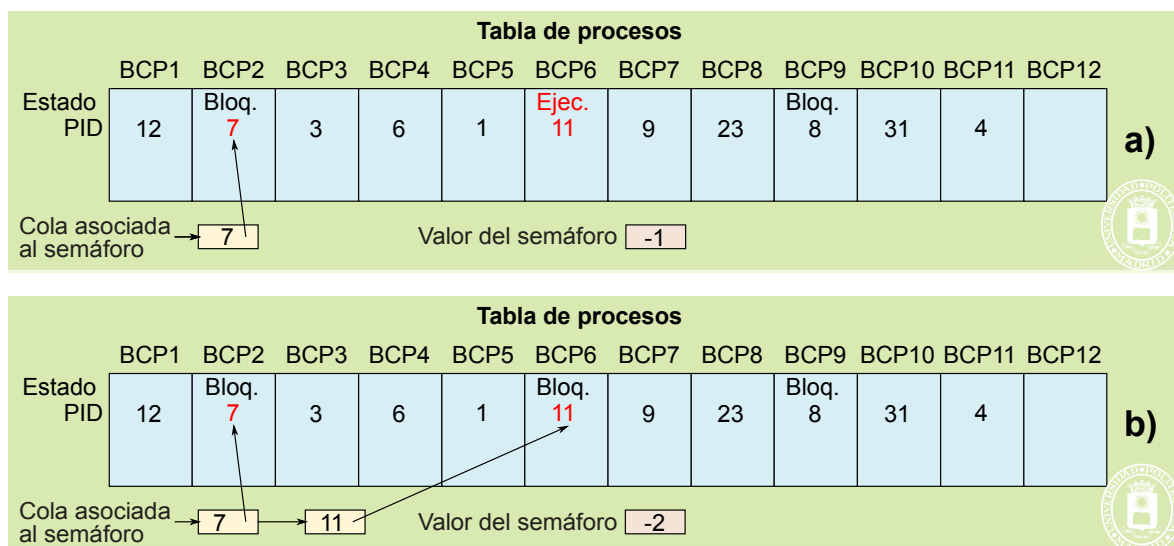 Tabla de procesos
BCP1 BCP2 BCP3 BCP4 BCP5 BCP6 BCP7 BCP8 BCP9 BCP10 BCP11 BCP12
Estado Bloq. Ejec. Bloq.
PID 12 7 3 6 1 11 9 23 8 31 4
a)
Cola asociada
al semáforo 7 Valor del semáforo -1
Tabla de procesos
BCP1 BCP2 BCP3 BCP4 BCP5 BCP6 BCP7 BCP8 BCP9 BCP10 BCP11 BCP12
Estado Bloq. Bloq. Bloq.
PID 12 7 3 6 1 11 9 23 8 31 4
b)
Cola asociada
al semáforo 7 11 Valor del semáforo -2